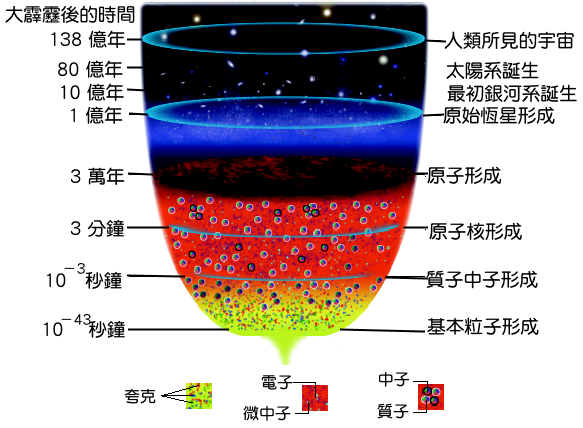 大霹靂後的時間
138 億年
人類所見的宇宙
80 億年
太陽系誕生
10 億年
最初銀河系誕生
1 億年
原始恆星形成
3 萬年
原子形成
3 分鐘
原子核形成
10⁻³秒鐘
質子中子形成
10⁻⁴³秒鐘
基本粒子形成
夸克
電子
微中子
中子
質子